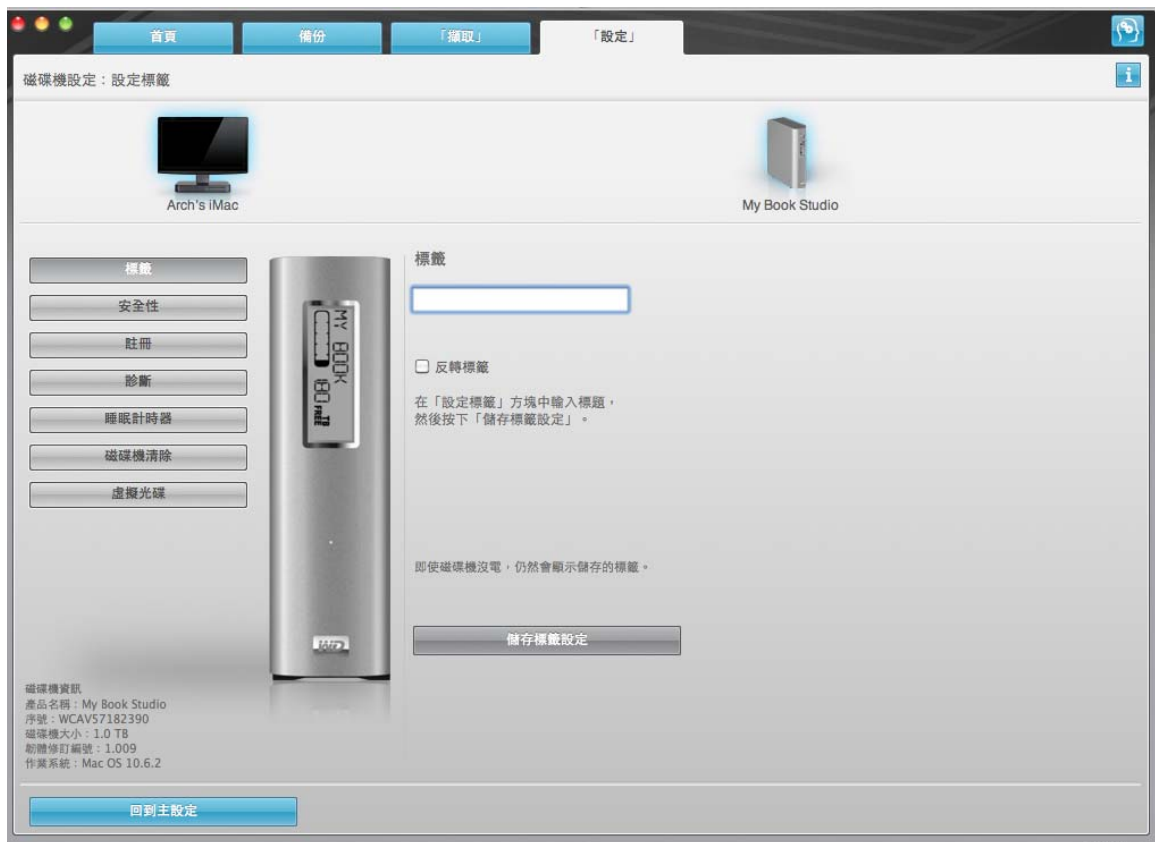 首頁
備份
「擷取」
「設定」
磁碟機設定：設定標籤
i
Arch's iMac
My Book Studio
標籤
安全性
註冊
診斷
睡眠計時器
磁碟機清除
虛擬光碟
MY BOOK
180 TB FREE
WD
標籤
反轉標籤
在「設定標籤」方塊中輸入標題，
然後按下「儲存標籤設定」。
即使磁碟機沒電，仍然會顯示儲存的標籤。
儲存標籤設定
磁碟機資訊
產品名稱：My Book Studio
序號：WCAV57182390
磁碟機大小：1.0 TB
韌體修訂編號：1.009
作業系統：Mac OS 10.6.2
回到主設定